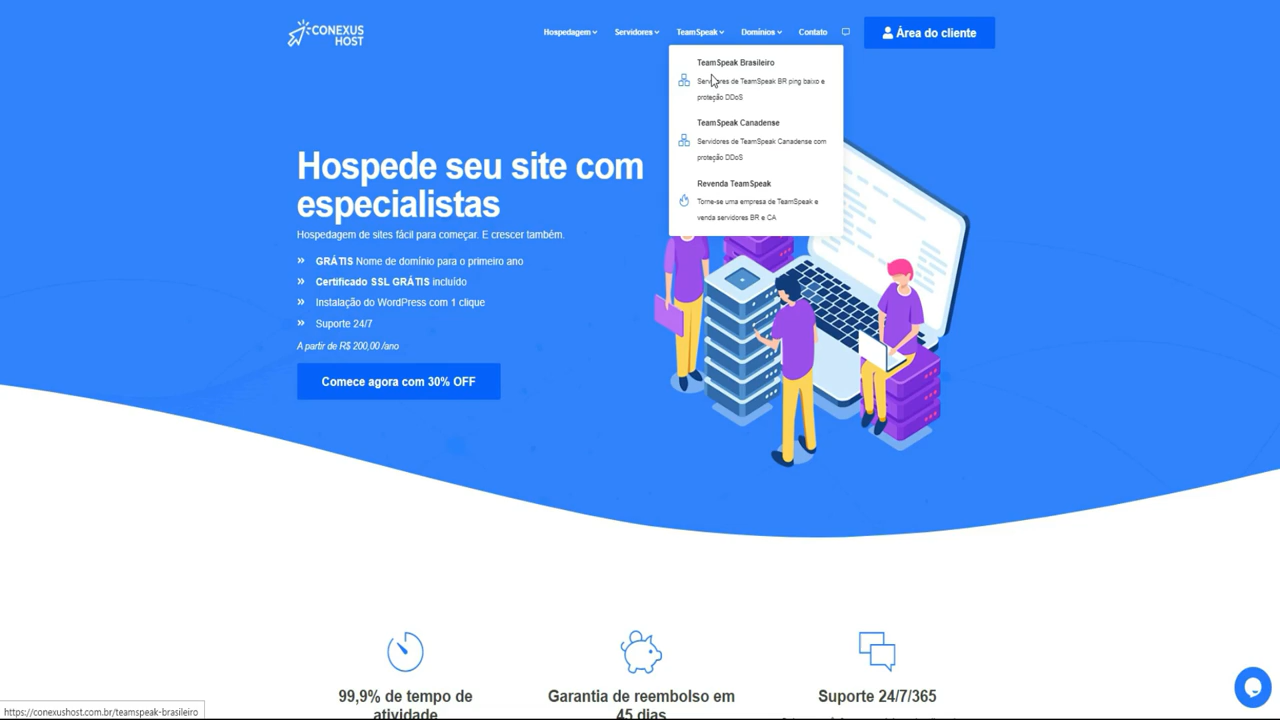 CONEXUS
HOST
Hospedagem
Servidores
TeamSpeak
Domínios
Contato
Área do cliente
TeamSpeak Brasileiro
Servidores de TeamSpeak BR ping baixo e
proteção DDoS
TeamSpeak Canadense
Servidores de TeamSpeak Canadense com
proteção DDoS
Revenda TeamSpeak
Torne-se uma empresa de TeamSpeak e
venda servidores BR e CA
Hospede seu site com
especialistas
Hospedagem de sites fácil para começar. E crescer também.
GRÁTIS Nome de domínio para o primeiro ano
Certificado SSL GRÁTIS incluído
Instalação do WordPress com 1 clique
Suporte 24/7
A partir de R$ 200,00 /ano
Comece agora com 30% OFF
99,9% de tempo de
atividade
Garantia de reembolso em
45 dias
Suporte 24/7/365
https://conexushost.com.br/teamspeak-brasileiro